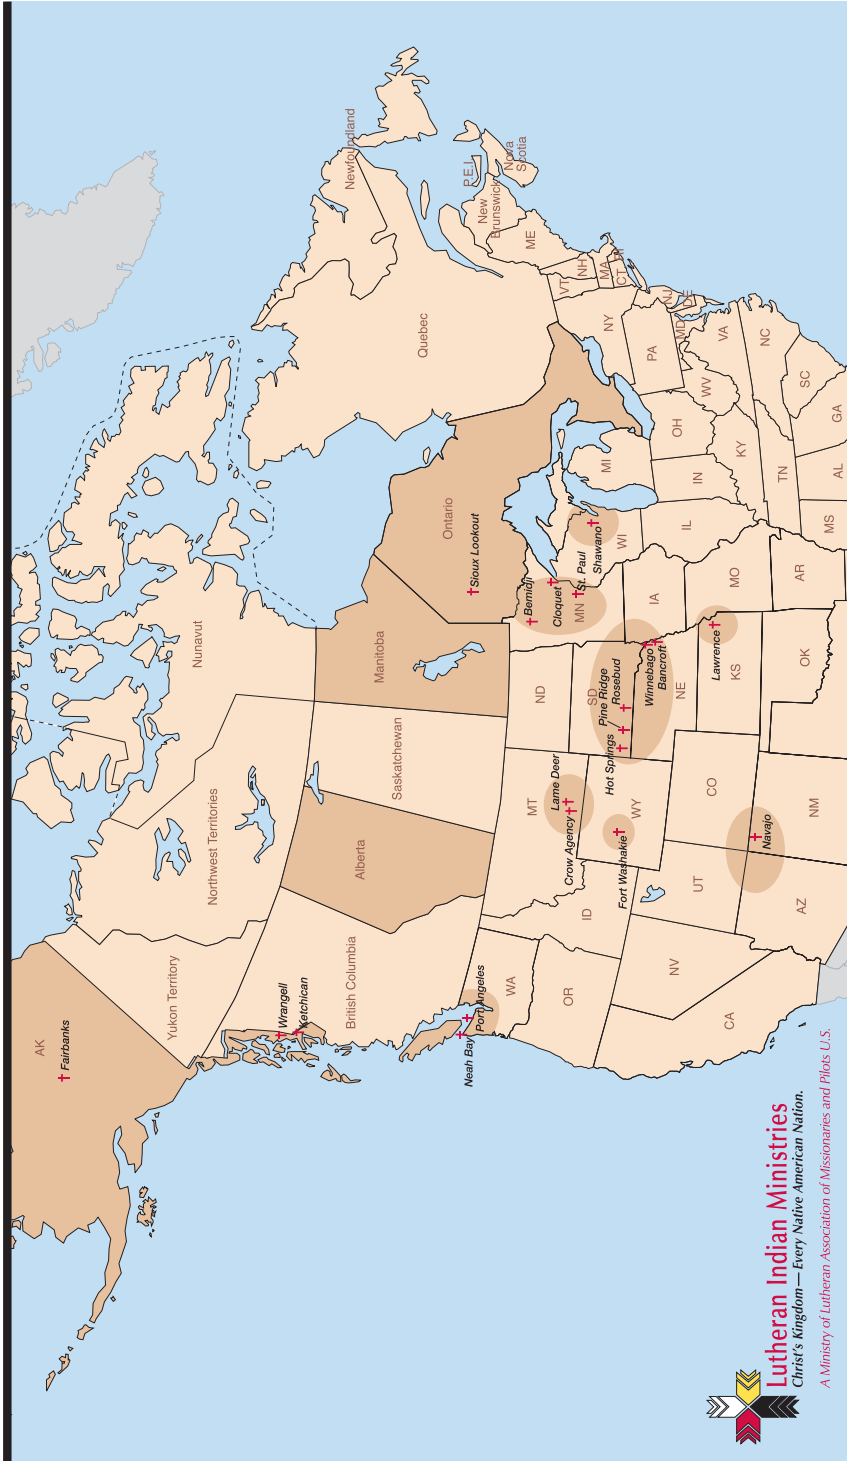 AK
Fairbanks
Yukon Territory
Northwest Territories
Nunavut
Wrangell
Ketchican
British Columbia
Alberta
Saskatchewan
Manitoba
Ontario
Sioux Lookout
Quebec
Newfoundland
P.E.I.
Nova
Scotia
New
Brunswick
ME
VT
NH
MA
CT
RI
NY
NJ
DE
MD
PA
VA
WV
NC
SC
GA
OH
KY
TN
AL
MS
IN
MI
IL
WI
Shawano
St. Paul
Cloquet
Bemidji
MN
IA
MO
AR
ND
SD
Pine Ridge
Rosebud
Hot Springs
Winnebago
Bancroft
NE
Lawrence
KS
OK
MT
Lame Deer
Crow Agency
Fort Washakie
WY
CO
NM
Navajo
ID
UT
AZ
NV
WA
OR
CA
Port Angeles
Neah Bay
Lutheran Indian Ministries
Christ's Kingdom — Every Native American Nation.
A Ministry of Lutheran Association of Missionaries and Pilots U.S.